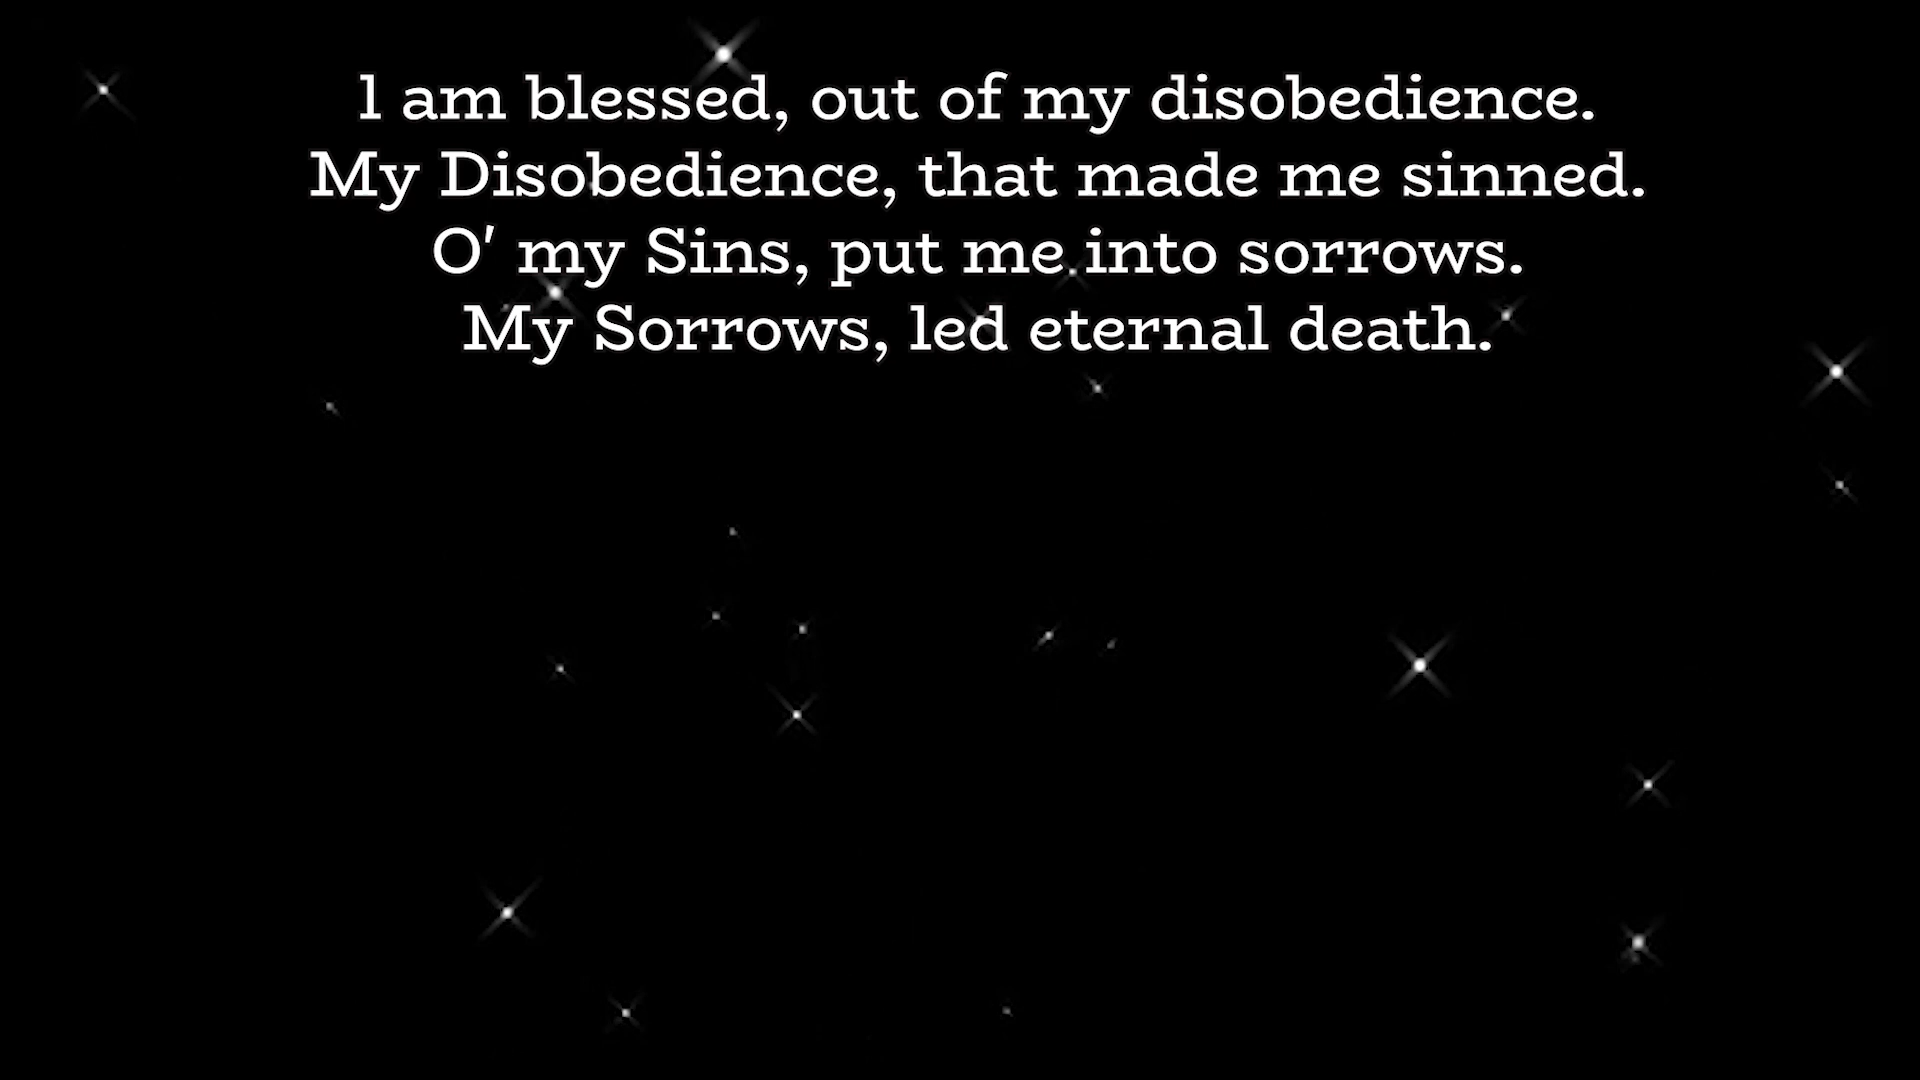 I am blessed, out of my disobedience.
My Disobedience, that made me sinned.
O' my Sins, put me into sorrows.
My Sorrows, led eternal death.